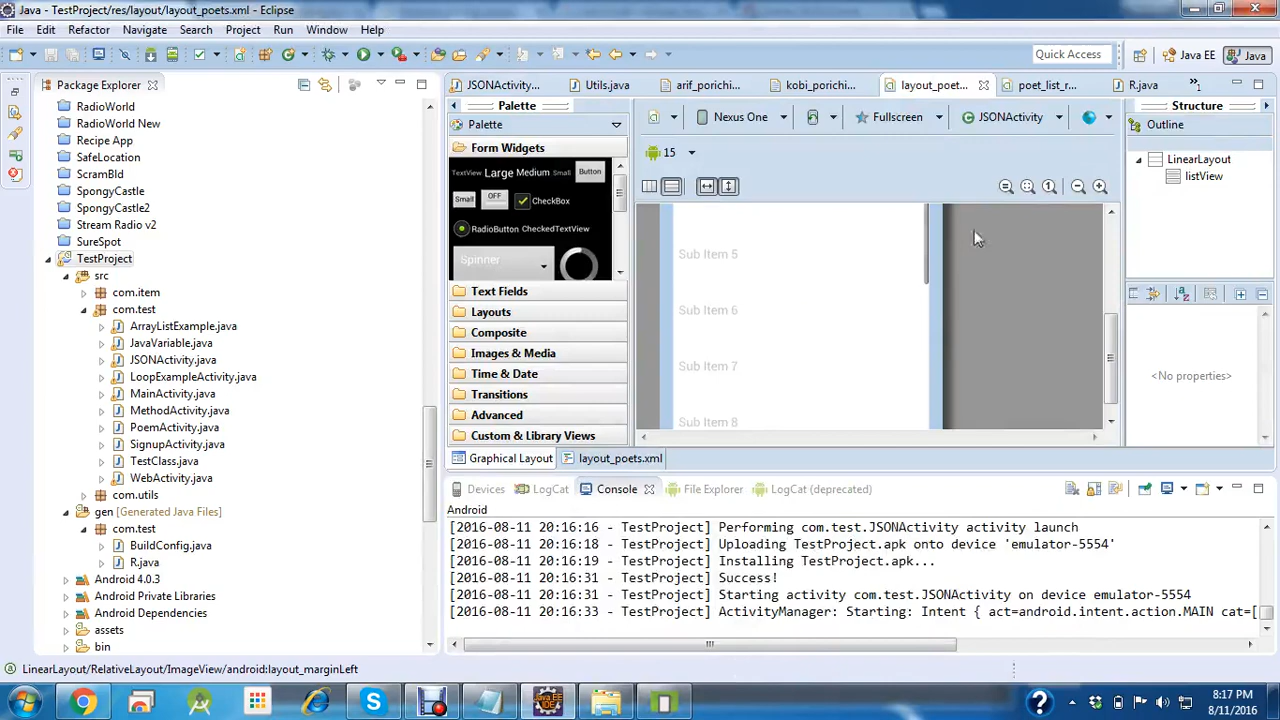 Java - TestProject/res/layout/layout_poets.xml - Eclipse
File Edit Refactor Navigate Search Project Run Window Help
Quick Access
Java EE
Java
Package Explorer
RadioWorld
RadioWorld New
Recipe App
SafeLocation
ScramBld
SpongyCastle
SpongyCastle2
Stream Radio v2
SureSpot
TestProject
src
com.item
com.test
ArrayListExample.java
JavaVariable.java
JSONActivity.java
LoopExampleActivity.java
MainActivity.java
MethodActivity.java
PoemActivity.java
SignupActivity.java
TestClass.java
WebActivity.java
com.utils
gen [Generated Java Files]
com.test
BuildConfig.java
R.java
Android 4.0.3
Android Private Libraries
Android Dependencies
assets
bin
JSONActivity... Utils.java arif_porichi... kobi_porichi... layout_poet... poet_list_r... R.java
Palette
Palette
Form Widgets
TextView Large Medium Small Button
Small OFF CheckBox
RadioButton CheckedTextView
Spinner
Text Fields
Layouts
Composite
Images & Media
Time & Date
Transitions
Advanced
Custom & Library Views
Nexus One Fullscreen JSONActivity
15
Sub Item 5
Sub Item 6
Sub Item 7
Sub Item 8
Structure
Outline
LinearLayout
listView
<No properties>
Graphical Layout layout_poets.xml
Devices LogCat Console File Explorer LogCat (deprecated)
Android
[2016-08-11 20:16:16 - TestProject] Performing com.test.JSONActivity activity launch
[2016-08-11 20:16:18 - TestProject] Uploading TestProject.apk onto device 'emulator-5554'
[2016-08-11 20:16:19 - TestProject] Installing TestProject.apk...
[2016-08-11 20:16:31 - TestProject] Success!
[2016-08-11 20:16:31 - TestProject] Starting activity com.test.JSONActivity on device emulator-5554
[2016-08-11 20:16:33 - TestProject] ActivityManager: Starting: Intent { act=android.intent.action.MAIN cat=[
LinearLayout/RelativeLayout/ImageView/android:layout_marginLeft
8:17 PM
8/11/2016